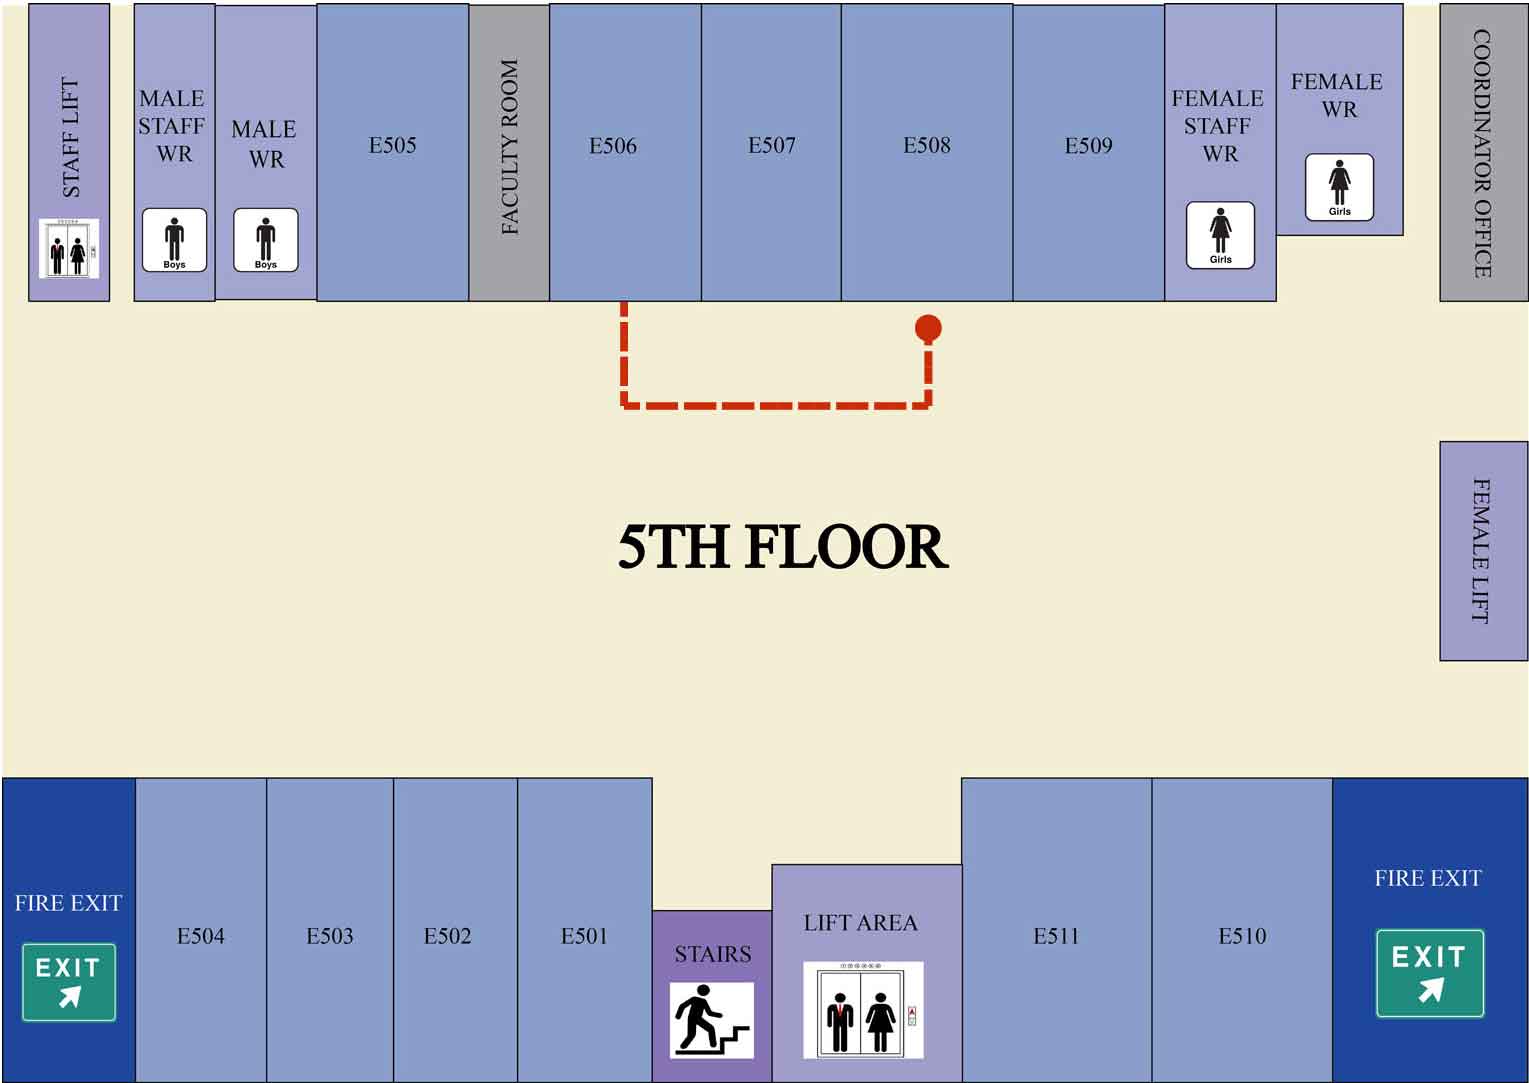 STAFF LIFT
MALE
STAFF
WR
Boys
MALE
WR
Boys
E505
FACULTY ROOM
E506
E507
E508
E509
FEMALE
STAFF
WR
Girls
FEMALE
WR
Girls
COORDINATOR OFFICE
5TH FLOOR
FEMALE LIFT
FIRE EXIT
EXIT
E504
E503
E502
E501
STAIRS
LIFT AREA
E511
E510
FIRE EXIT
EXIT